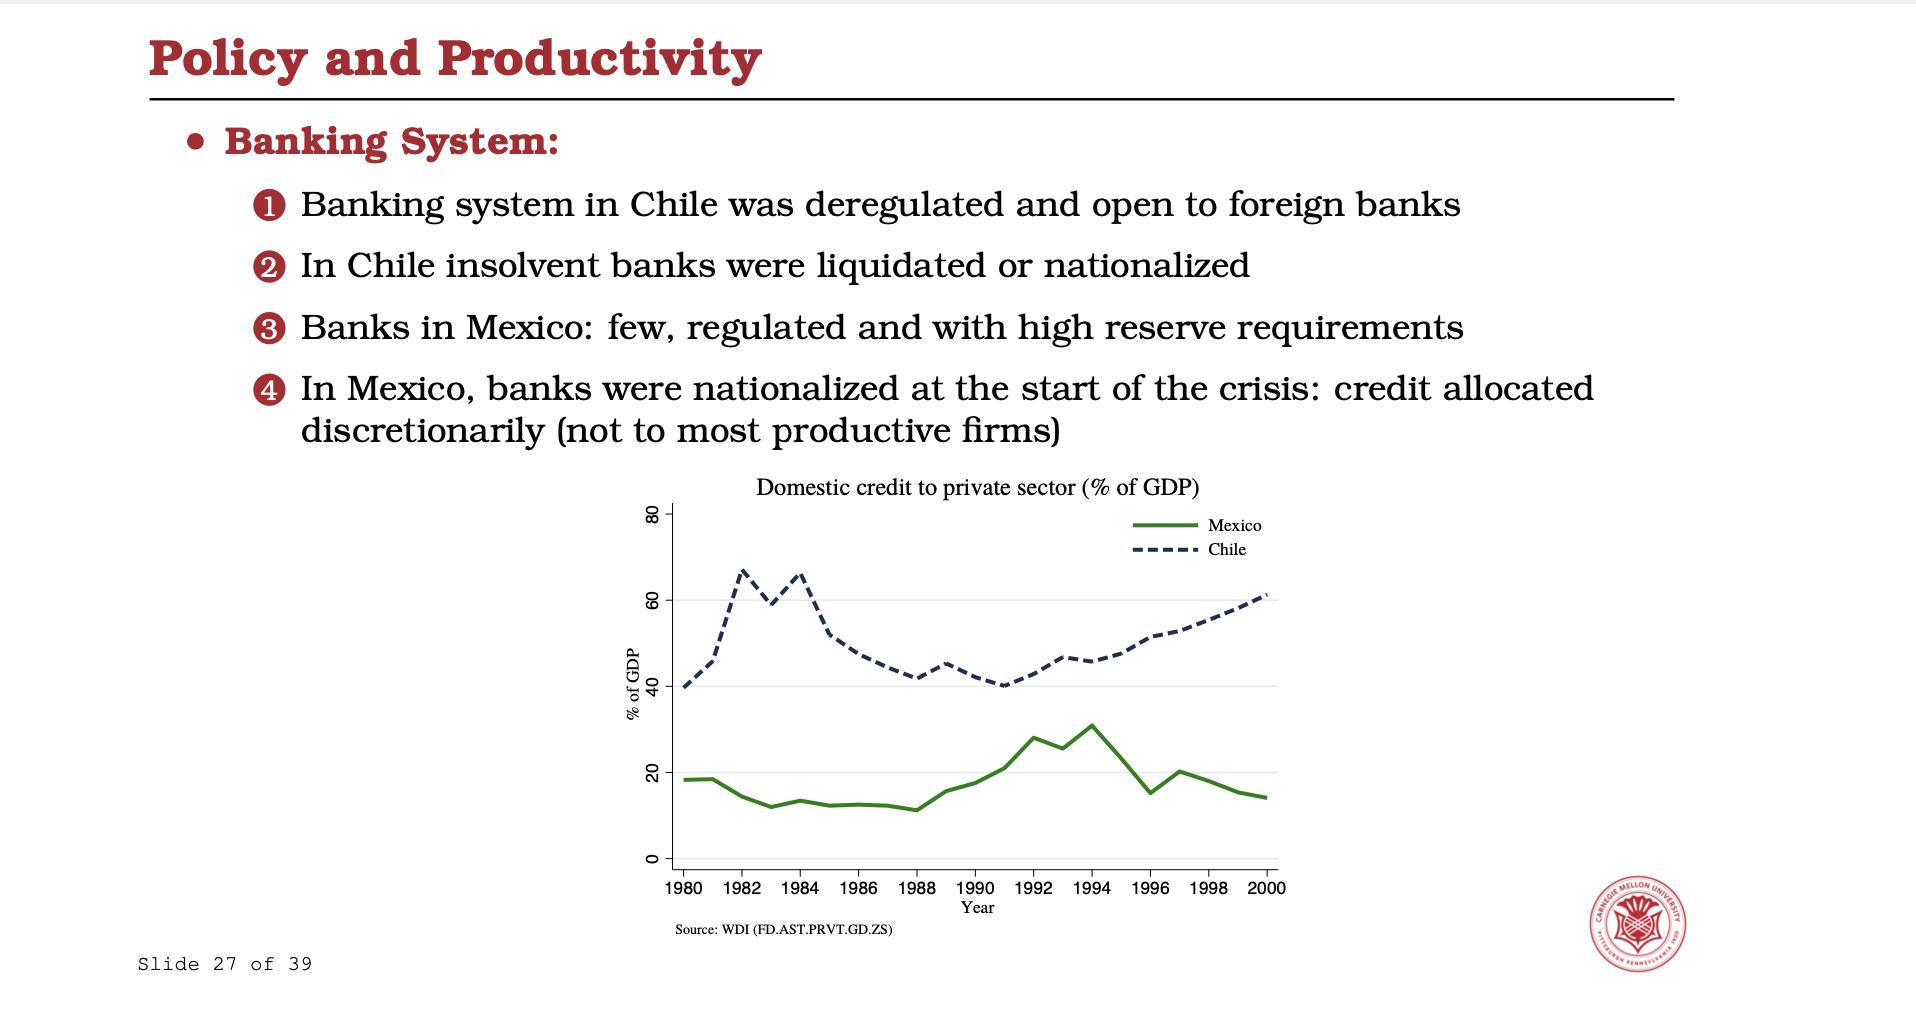 Policy and Productivity
• Banking System:
❶ Banking system in Chile was deregulated and open to foreign banks
❷ In Chile insolvent banks were liquidated or nationalized
❸ Banks in Mexico: few, regulated and with high reserve requirements
❹ In Mexico, banks were nationalized at the start of the crisis: credit allocated
discretionarily (not to most productive firms)
Domestic credit to private sector (% of GDP)
Mexico
Chile
% of GDP
80
60
40
20
0
1980 1982 1984 1986 1988 1990 1992 1994 1996 1998 2000
Year
Source: WDI (FD.AST.PRVT.GD.ZS)
CARNEGIE MELLON UNIVERSITY
PITTSBURGH PENNSYLVANIA 1900
Slide 27 of 39